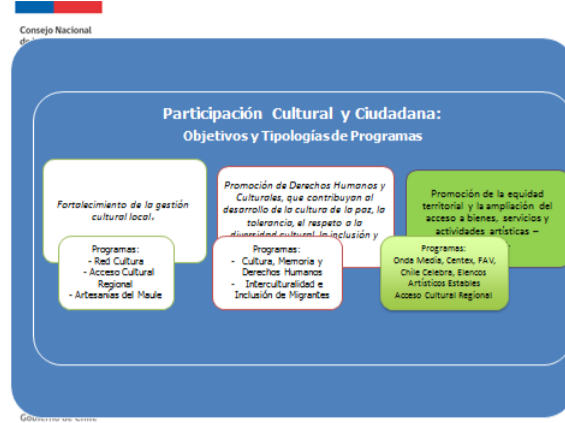 Consejo Nacional
Participación Cultural y Ciudadana:
Objetivos y Tipologías de Programas
Fortalecimiento de la gestión
cultural local.
Programas:
- Red Cultura
- Acceso Cultural
Regional
- Artesanías del Maule
Promoción de Derechos Humanos y
Culturales, que contribuyan al
desarrollo de la cultura de la paz, la
tolerancia, el respeto a la
diversidad cultural, la inclusión y
Programas:
- Cultura, Memoria y
Derechos Humanos
- Interculturalidad e
Inclusión de Migrantes
Promoción de la equidad
territorial y la ampliación del
acceso a bienes, servicios y
actividades artísticas –
Programas:
Onda Media, Centex, FAV,
Chile Celebra, Elencos
Artísticos Estables
Acceso Cultural Regional
Gobierno de Chile